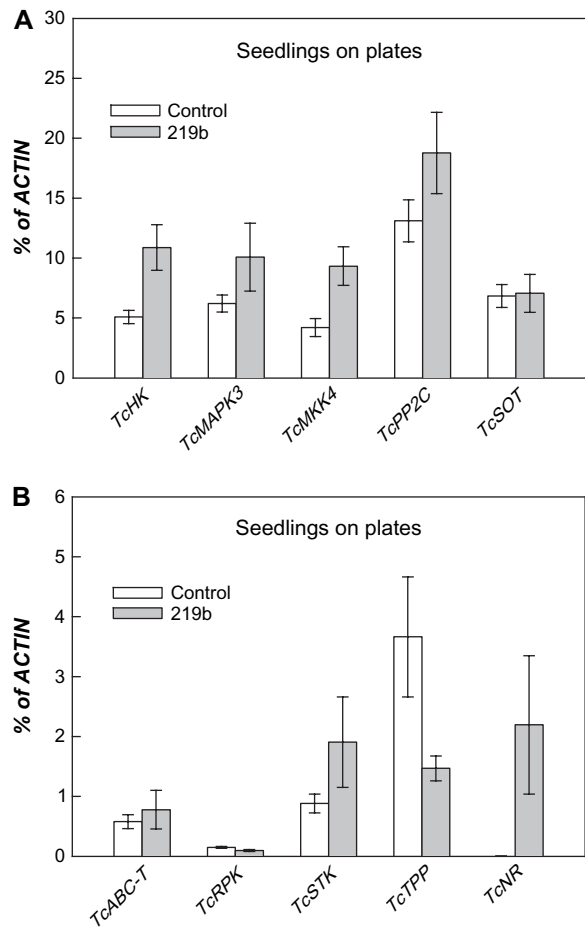 A
Seedlings on plates
Control
219b
% of ACTIN
30
25
20
15
10
5
0
TcHK
TcMAPK3
TcMKK4
TcPP2C
TcSOT
B
Seedlings on plates
Control
219b
% of ACTIN
6
5
4
3
2
1
0
TcABC-T
TcRPK
TcSTK
TcTPP
TcNR